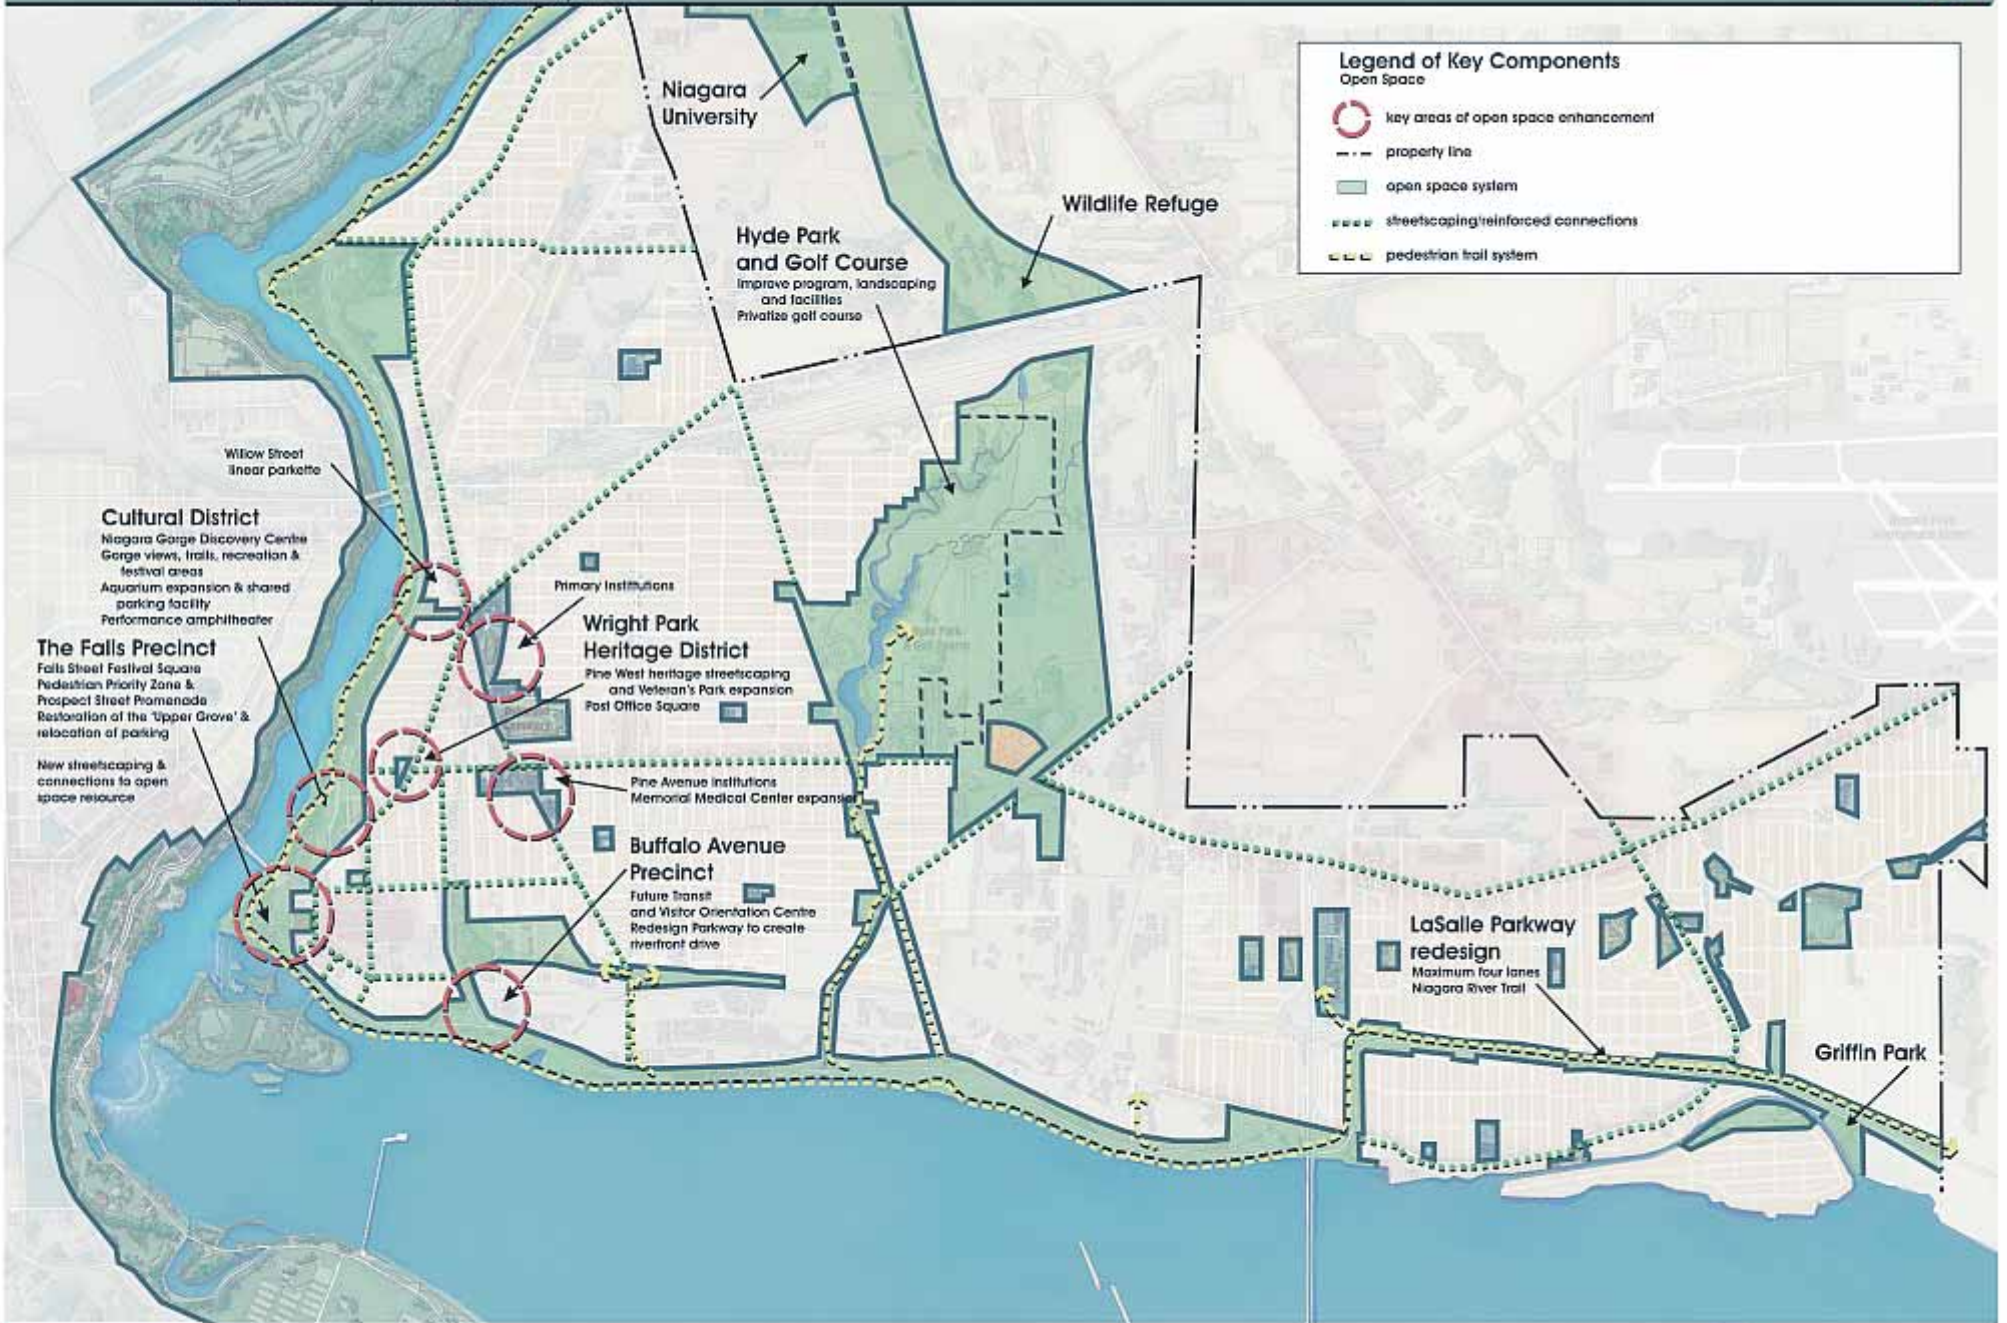 Legend of Key Components
Open Space
key areas of open space enhancement
property line
open space system
streetscaping/reinforced connections
pedestrian trail system
Niagara
University
Wildlife Refuge
Hyde Park
and Golf Course
Improve program, landscaping
and facilities
Privatize golf course
Willow Street
linear parkette
Cultural District
Niagara Gorge Discovery Centre
Gorge views, trails, recreation &
festival areas
Aquarium expansion & shared
parking facility
Performance amphitheater
The Falls Precinct
Falls Street Festival Square
Pedestrian Priority Zone &
Prospect Street Promenade
Restoration of the 'Upper Grove' &
relocation of parking
New streetscaping &
connections to open
space resource
Primary Institutions
Wright Park
Heritage District
Pine West heritage streetscaping
and Veteran's Park expansion
Post Office Square
Pine Avenue Institutions
Memorial Medical Center expansion
Buffalo Avenue
Precinct
Future Transit
and Visitor Orientation Centre
Redesign Parkway to create
riverfront drive
LaSalle Parkway
redesign
Maximum four lanes
Niagara River Trail
Griffin Park